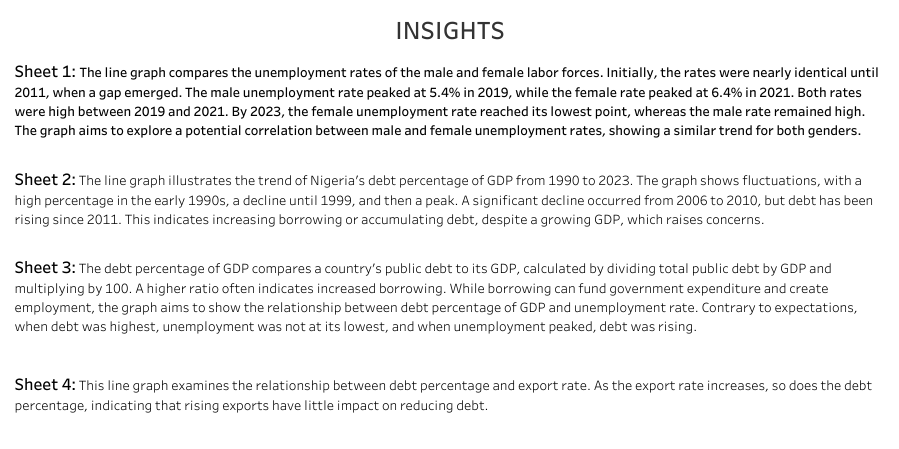 INSIGHTS
Sheet 1: The line graph compares the unemployment rates of the male and female labor forces. Initially, the rates were nearly identical until
2011, when a gap emerged. The male unemployment rate peaked at 5.4% in 2019, while the female rate peaked at 6.4% in 2021. Both rates
were high between 2019 and 2021. By 2023, the female unemployment rate reached its lowest point, whereas the male rate remained high.
The graph aims to explore a potential correlation between male and female unemployment rates, showing a similar trend for both genders.
Sheet 2: The line graph illustrates the trend of Nigeria's debt percentage of GDP from 1990 to 2023. The graph shows fluctuations, with a
high percentage in the early 1990s, a decline until 1999, and then a peak. A significant decline occurred from 2006 to 2010, but debt has been
rising since 2011. This indicates increasing borrowing or accumulating debt, despite a growing GDP, which raises concerns.
Sheet 3: The debt percentage of GDP compares a country's public debt to its GDP, calculated by dividing total public debt by GDP and
multiplying by 100. A higher ratio often indicates increased borrowing. While borrowing can fund government expenditure and create
employment, the graph aims to show the relationship between debt percentage of GDP and unemployment rate. Contrary to expectations,
when debt was highest, unemployment was not at its lowest, and when unemployment peaked, debt was rising.
Sheet 4: This line graph examines the relationship between debt percentage and export rate. As the export rate increases, so does the debt
percentage, indicating that rising exports have little impact on reducing debt.